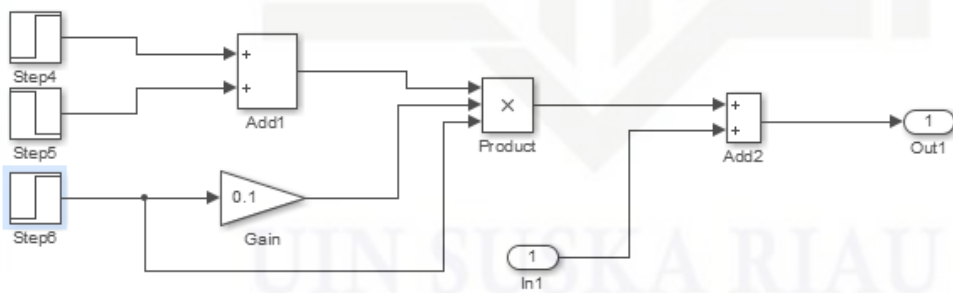 Step4
+
+
Add1
Step5
×
Product
+
+
Add2
1
Out1
Step6
0.1
Gain
1
In1
UIN SUSKA RIAU